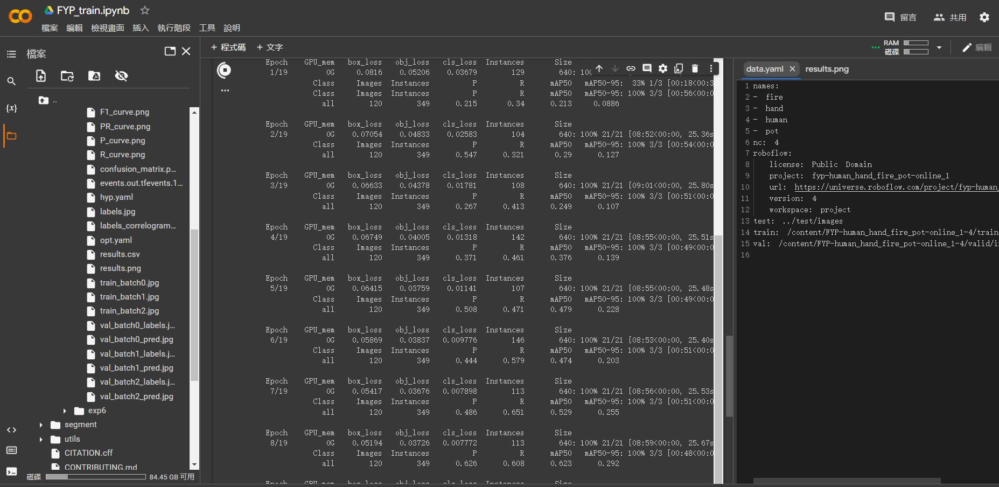 FYP_train.ipynb
檔案 編輯 檢視畫面 插入 執行階段 工具 說明
留言 共用
檔案
+ 程式碼 + 文字
RAM
磁碟
編輯
{x}
..
F1_curve.png
PR_curve.png
P_curve.png
R_curve.png
confusion_matrix.p...
events.out.tfevents.1...
hyp.yaml
labels.jpg
labels_correlogram...
opt.yaml
results.csv
results.png
train_batch0.jpg
train_batch1.jpg
train_batch2.jpg
val_batch0_labels.j...
val_batch0_pred.jpg
val_batch1_labels.j...
val_batch1_pred.jpg
val_batch2_labels.j...
val_batch2_pred.jpg
exp6
segment
utils
CITATION.cff
CONTRIBUTING.md
磁碟 84.45 GB 可用
Epoch GPU_mem box_loss obj_loss cls_loss Instances Size
1/19 0G 0.0816 0.05206 0.03679 129 640: 100%
Class Images Instances P R mAP50 mAP50-95: 33% 1/3 [00:18<00:3
Class Images Instances P R mAP50 mAP50-95: 100% 3/3 [00:56<00:0
all 120 349 0.215 0.34 0.213 0.0886
Epoch GPU_mem box_loss obj_loss cls_loss Instances Size
2/19 0G 0.07054 0.04833 0.02583 104 640: 100% 21/21 [08:52<00:00, 25.36s
Class Images Instances P R mAP50 mAP50-95: 100% 3/3 [00:54<00:0
all 120 349 0.547 0.321 0.29 0.127
Epoch GPU_mem box_loss obj_loss cls_loss Instances Size
3/19 0G 0.06633 0.04378 0.01781 108 640: 100% 21/21 [09:01<00:00, 25.80s
Class Images Instances P R mAP50 mAP50-95: 100% 3/3 [00:51<00:0
all 120 349 0.267 0.413 0.249 0.107
Epoch GPU_mem box_loss obj_loss cls_loss Instances Size
4/19 0G 0.06749 0.04005 0.01318 142 640: 100% 21/21 [08:55<00:00, 25.51s
Class Images Instances P R mAP50 mAP50-95: 100% 3/3 [00:49<00:0
all 120 349 0.371 0.461 0.376 0.139
Epoch GPU_mem box_loss obj_loss cls_loss Instances Size
5/19 0G 0.06415 0.03759 0.01141 107 640: 100% 21/21 [08:55<00:00, 25.48s
Class Images Instances P R mAP50 mAP50-95: 100% 3/3 [00:49<00:0
all 120 349 0.508 0.471 0.479 0.228
Epoch GPU_mem box_loss obj_loss cls_loss Instances Size
6/19 0G 0.05869 0.03837 0.009776 146 640: 100% 21/21 [08:53<00:00, 25.40s
Class Images Instances P R mAP50 mAP50-95: 100% 3/3 [00:51<00:0
all 120 349 0.444 0.579 0.474 0.203
Epoch GPU_mem box_loss obj_loss cls_loss Instances Size
7/19 0G 0.05417 0.03676 0.007898 113 640: 100% 21/21 [08:56<00:00, 25.53s
Class Images Instances P R mAP50 mAP50-95: 100% 3/3 [00:51<00:0
all 120 349 0.486 0.651 0.529 0.255
Epoch GPU_mem box_loss obj_loss cls_loss Instances Size
8/19 0G 0.05194 0.03726 0.007772 113 640: 100% 21/21 [08:59<00:00, 25.67s
Class Images Instances P R mAP50 mAP50-95: 100% 3/3 [00:48<00:0
all 120 349 0.626 0.608 0.623 0.292
Epoch GPU_mem box_loss obj_loss cls_loss Instances Size
data.yaml results.png
1 names:
2 - fire
3 - hand
4 - human
5 - pot
6 nc: 4
7 roboflow:
8 license: Public Domain
9 project: fyp-human_hand_fire_pot-online_1
10 url: https://universe.roboflow.com/project/fyp-human_
11 version: 4
12 workspace: project
13 test: ../test/images
14 train: /content/FYP-human_hand_fire_pot-online_1-4/train
15 val: /content/FYP-human_hand_fire_pot-online_1-4/valid/i
16